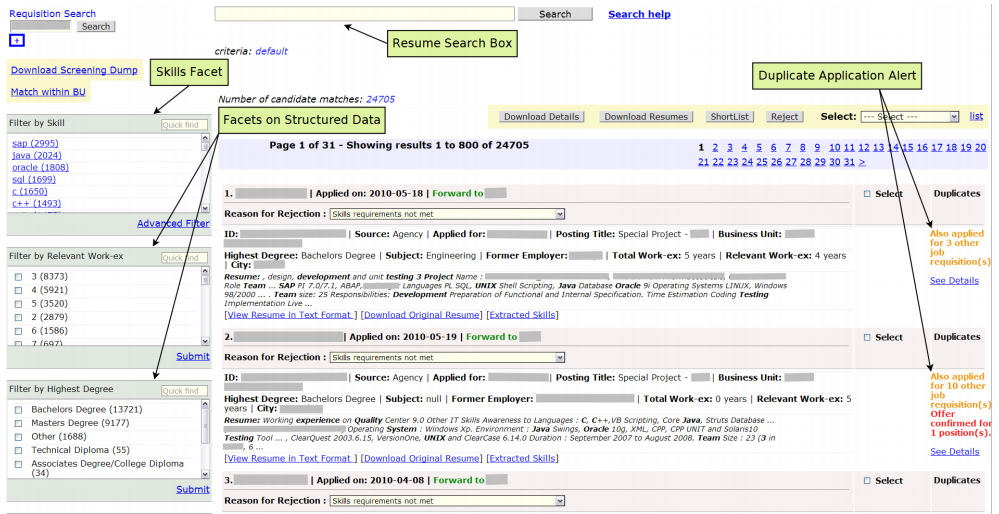 Requisition Search
Search
+
Search
Search help
Resume Search Box
criteria: default
Download Screening Dump
Match within BU
Skills Facet
Duplicate Application Alert
Number of candidate matches: 24705
Facets on Structured Data
Download Details
Download Resumes
ShortList
Reject
Select: --- Select ---
list
Page 1 of 31 - Showing results 1 to 800 of 24705
1 2 3 4 5 6 7 8 9 10 11 12 13 14 15 16 17 18 19 20
21 22 23 24 25 26 27 28 29 30 31 >
Filter by Skill
Quick find
sap (2995)
java (2024)
oracle (1808)
sql (1699)
c (1650)
c++ (1493)
Advanced Filter
Filter by Relevant Work-ex
Quick find
3 (8373)
4 (5921)
5 (3520)
2 (2879)
6 (1586)
7 (697)
Submit
Filter by Highest Degree
Quick find
Bachelors Degree (13721)
Masters Degree (9177)
Other (1688)
Technical Diploma (55)
Associates Degree/College Diploma
(34)
Submit
1. | Applied on: 2010-05-18 | Forward to
Select
Duplicates
Reason for Rejection : Skills requirements not met
ID: | Source: Agency | Applied for: | Posting Title: Special Project - | Business Unit:
Highest Degree: Bachelors Degree | Subject: Engineering | Former Employer: | Total Work-ex: 5 years | Relevant Work-ex: 4 years
| City:
Resume: , design, development and unit testing 3 Project Name :
Role Team ... SAP PI 7.0/7.1, ABAP, Languages PL SQL, UNIX Shell Scripting, Java Database Oracle 9i Operating Systems LINUX, Windows
98/2000 ... . Team size: 25 Responsibilities: Development Preparation of Functional and Internal Specification. Time Estimation Coding Testing
Implementation Live ...
[View Resume in Text Format ] [Download Original Resume] [Extracted Skills]
Also applied
for 3 other
job
requisition(s)
See Details
2. | Applied on: 2010-05-19 | Forward to
Select
Duplicates
Reason for Rejection : Skills requirements not met
ID: | Source: Agency | Applied for: | Posting Title: Special Project - | Business Unit:
Highest Degree: Bachelors Degree | Subject: null | Former Employer: | Total Work-ex: 0 years | Relevant Work-ex: 5
years | City:
Resume: Working experience on Quality Center 9.0 Other IT Skills Awareness to Languages : C, C++,VB Scripting, Core Java, Struts Database ...
Operating System : Windows Xp. Environment : Java Swings, Oracle 10g, XML, CPP, CPP UNIT and Solaris10
Testing Tool ... , ClearQuest 2003.6.15, VersionOne, UNIX and ClearCase 6.14.0 Duration : September 2007 to August 2008. Team Size : 23 (3 in
, 6 ...
[View Resume in Text Format ] [Download Original Resume] [Extracted Skills]
Also applied
for 10 other
job
requisition(s)
Offer
confirmed for
1 position(s).
See Details
3. | Applied on: 2010-04-08 | Forward to
Select
Duplicates
Reason for Rejection : Skills requirements not met